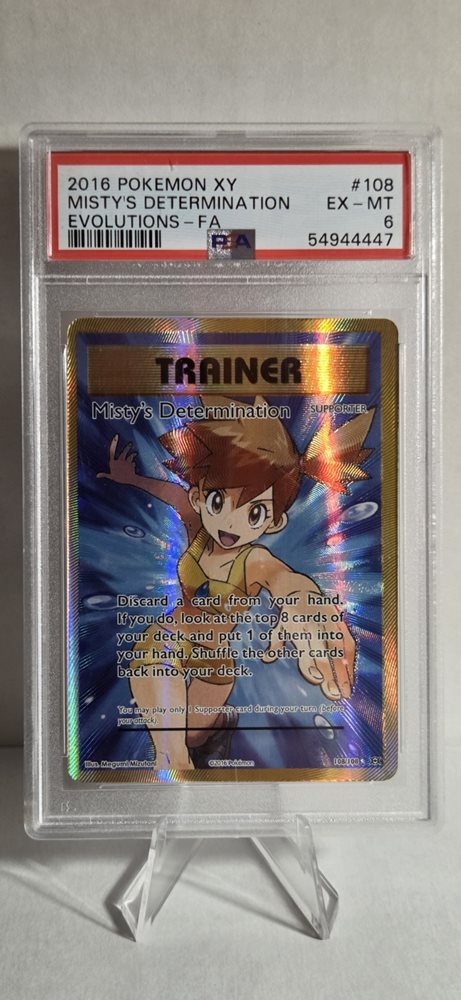 2016 POKEMON XY #108
MISTY'S DETERMINATION EX-MT
EVOLUTIONS-FA 6
PSA 54944447
TRAINER
Misty's Determination SUPPORTER
Discard a card from your hand.
If you do, look at the top 8 cards of
your deck and put 1 of them into
your hand. Shuffle the other cards
back into your deck.
You may play only 1 Supporter card during your turn (before
your attack).
Illus. Megumi Mizutani ©2016 Pokémon 108/108